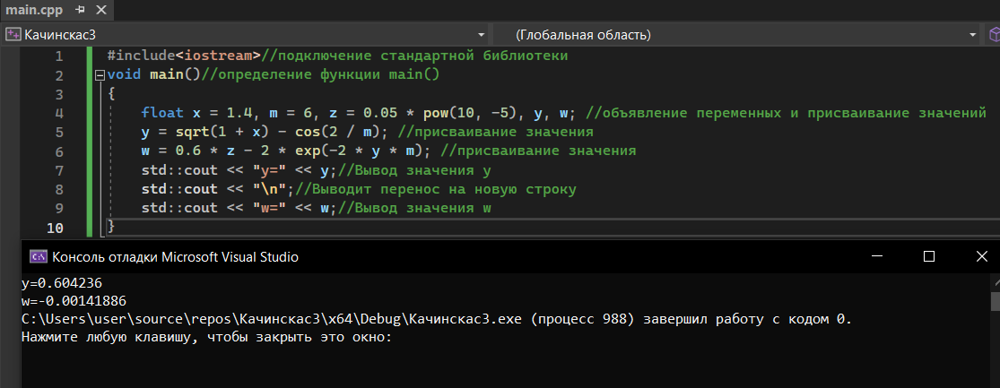 main.cpp
Качинскас3 (Глобальная область)
1 #include<iostream>//подключение стандартной библиотеки
2 void main()//определение функции main()
3 {
4 float x = 1.4, m = 6, z = 0.05 * pow(10, -5), y, w; //объявление переменных и присваивание значений
5 y = sqrt(1 + x) - cos(2 / m); //присваивание значения
6 w = 0.6 * z - 2 * exp(-2 * y * m); //присваивание значения
7 std::cout << "y=" << y;//Вывод значения y
8 std::cout << "\n";//Выводит перенос на новую строку
9 std::cout << "w=" << w;//Вывод значения w
10 }
C:\ Консоль отладки Microsoft Visual Studio
y=0.604236
w=-0.00141886
C:\Users\user\source\repos\Качинскас3\x64\Debug\Качинскас3.exe (процесс 988) завершил работу с кодом 0.
Нажмите любую клавишу, чтобы закрыть это окно: